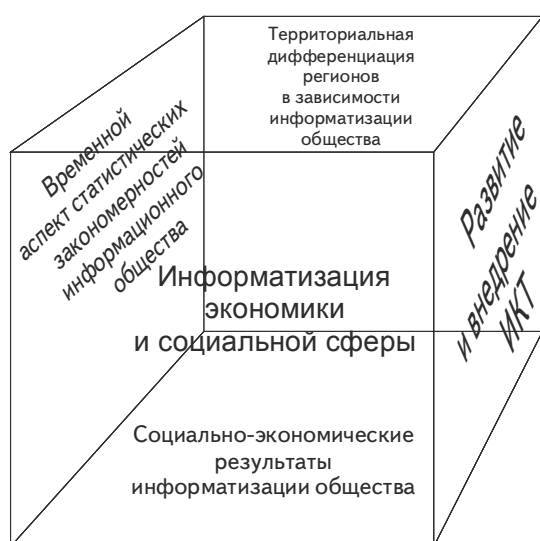 Территориальная
дифференциация
регионов
в зависимости
информатизации
общества
Временной
аспект статистических
закономерностей
информационного
общества
Развитие
и внедрение
ИКТ
Информатизация
экономики
и социальной сферы
Социально-экономические
результаты
информатизации общества